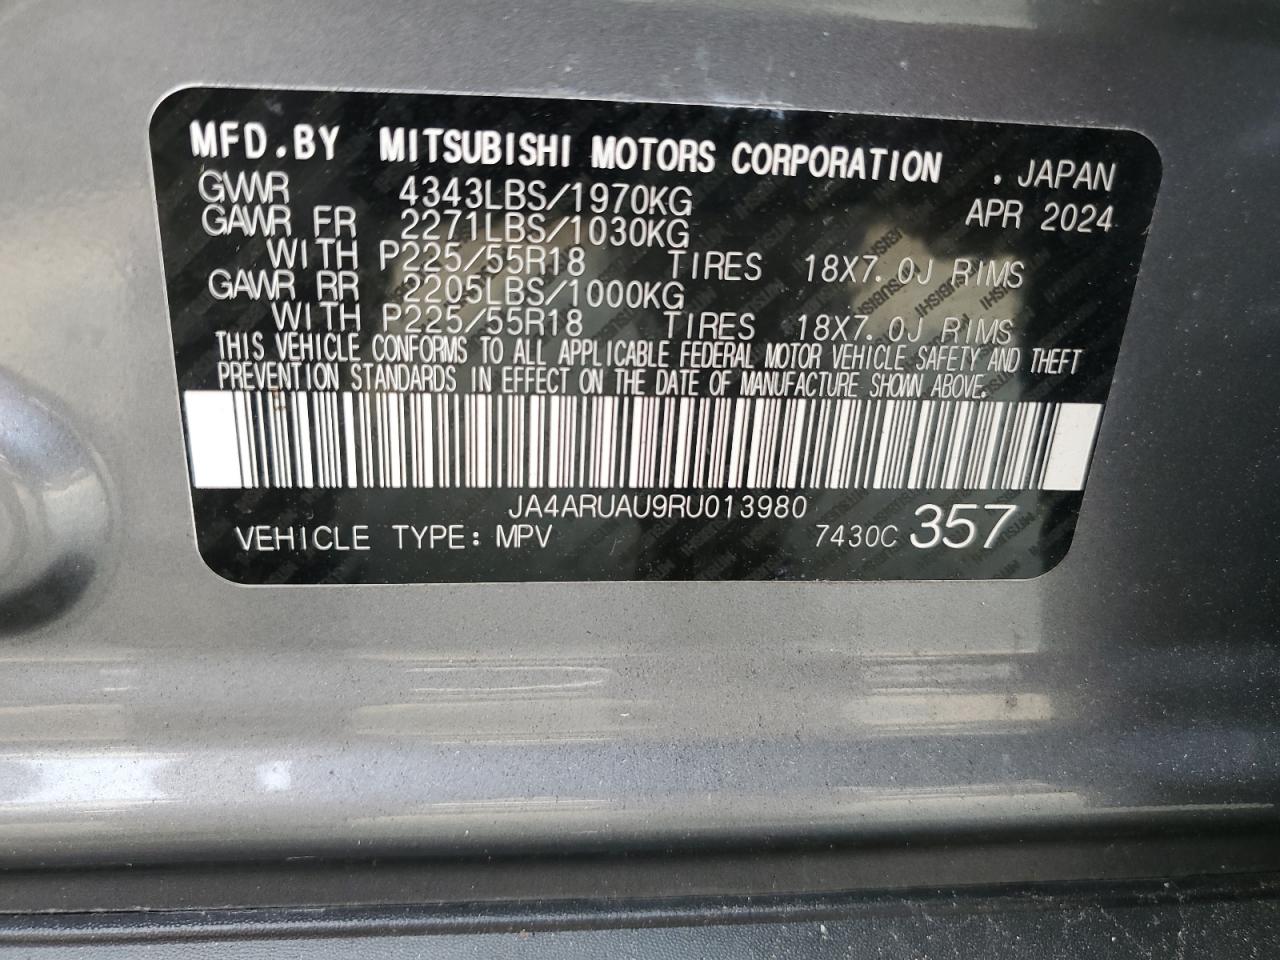 MFD.BY MITSUBISHI MOTORS CORPORATION . JAPAN
GVWR 4343LBS/1970KG APR 2024
GAWR FR 2271LBS/1030KG
WITH P225/55R18 TIRES 18X7.0J RIMS
GAWR RR 2205LBS/1000KG
WITH P225/55R18 TIRES 18X7.0J RIMS
THIS VEHICLE CONFORMS TO ALL APPLICABLE FEDERAL MOTOR VEHICLE SAFETY AND THEFT
PREVENTION STANDARDS IN EFFECT ON THE DATE OF MANUFACTURE SHOWN ABOVE.
JA4ARUAU9RU013980
VEHICLE TYPE: MPV 7430C 357